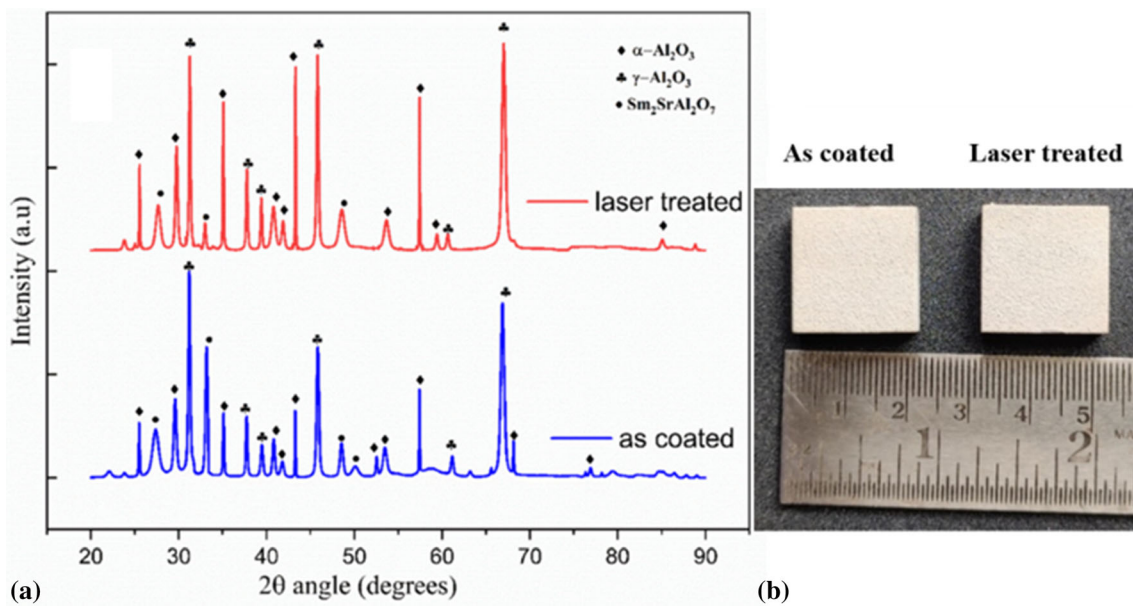 ♦ α–Al₂O₃
♣ γ–Al₂O₃
• Sm₂SrAl₂O₇
laser treated
as coated
Intensity (a.u)
20 30 40 50 60 70 80 90
2θ angle (degrees)
(a)
As coated Laser treated
1 2 3 4 5
1 2
(b)